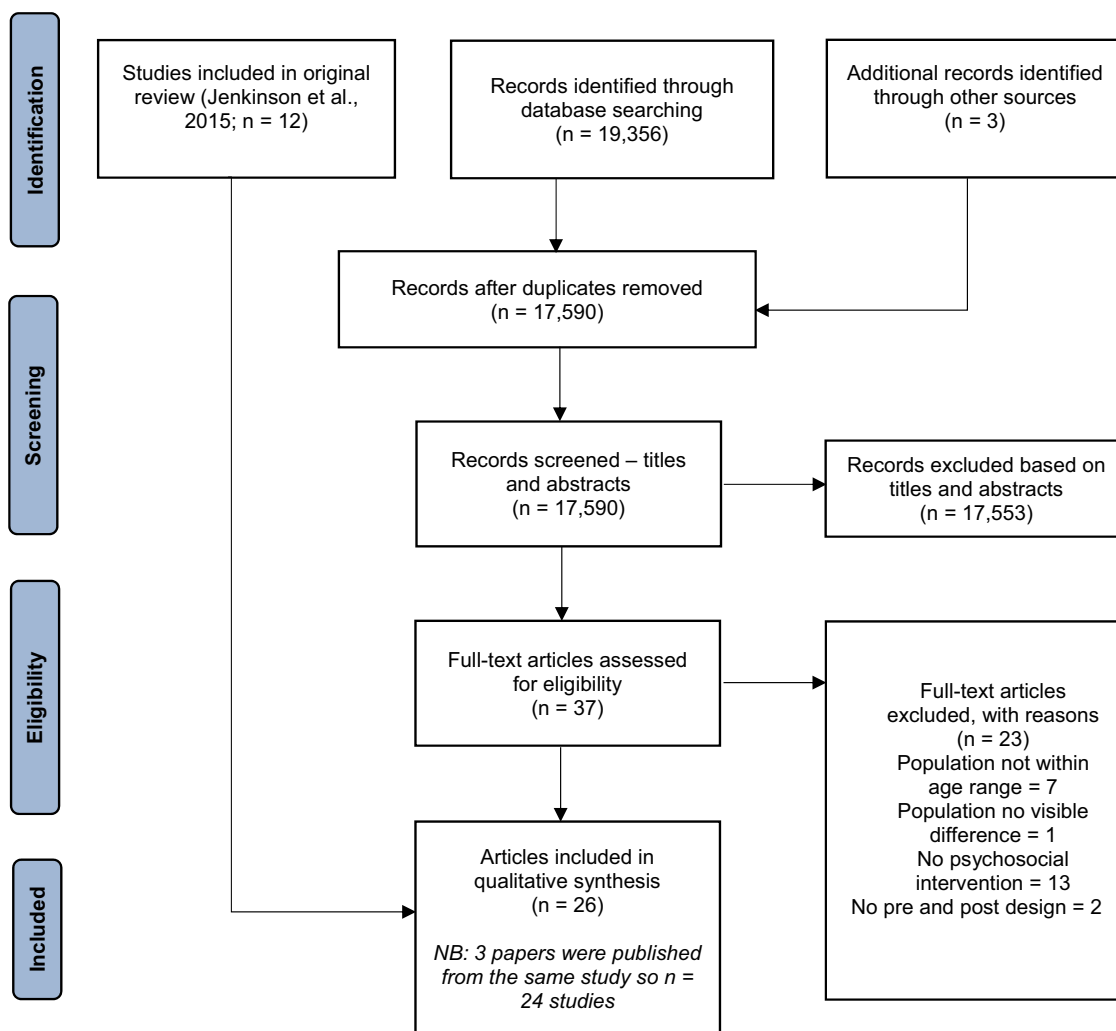 Identification
Studies included in original
review (Jenkinson et al.,
2015; n = 12)
Records identified through
database searching
(n = 19,356)
Additional records identified
through other sources
(n = 3)
Records after duplicates removed
(n = 17,590)
Screening
Records screened – titles
and abstracts
(n = 17,590)
Records excluded based on
titles and abstracts
(n = 17,553)
Eligibility
Full-text articles assessed
for eligibility
(n = 37)
Full-text articles
excluded, with reasons
(n = 23)
Population not within
age range = 7
Population no visible
difference = 1
No psychosocial
intervention = 13
No pre and post design = 2
Included
Articles included in
qualitative synthesis
(n = 26)
NB: 3 papers were published
from the same study so n =
24 studies